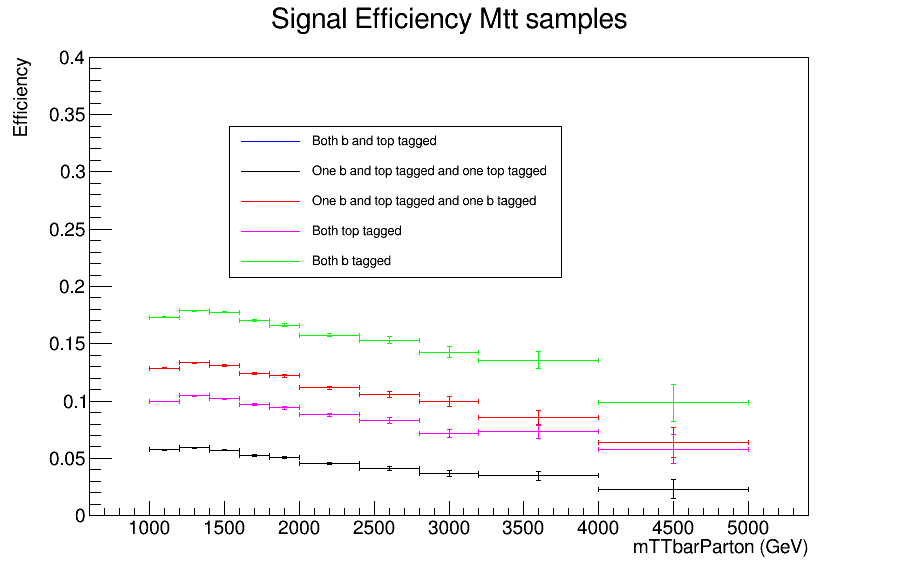 Signal Efficiency Mtt samples
Efficiency
0.4
0.35
0.3
0.25
0.2
0.15
0.1
0.05
0
Both b and top tagged
One b and top tagged and one top tagged
One b and top tagged and one b tagged
Both top tagged
Both b tagged
1000 1500 2000 2500 3000 3500 4000 4500 5000
mTTbarParton (GeV)